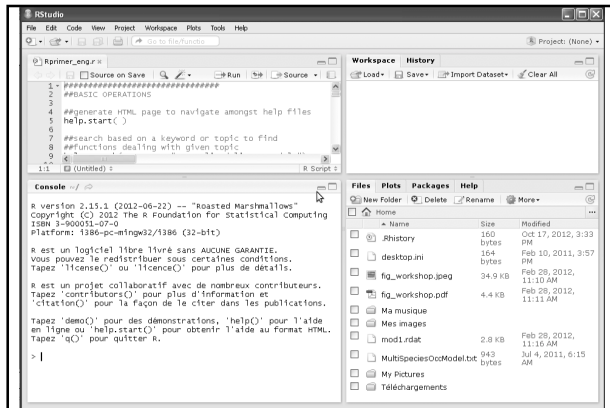 RStudio
File Edit Code View Project Workspace Plots Tools Help
Go to file/function
Project: (None)
Rprimer_eng.r
Source on Save
Run
Source
1 ################################
2 ##BASIC OPERATIONS
3
4 ##generate HTML page to navigate amongst help files
5 help.start( )
6
7 ##search based on a keyword or topic to find
8 ##functions dealing with given topic
9
1:1 (Untitled) R Script
Console ~/
R version 2.15.1 (2012-06-22) -- "Roasted Marshmallows"
Copyright (C) 2012 The R Foundation for Statistical Computing
ISBN 3-900051-07-0
Platform: i386-pc-mingw32/i386 (32-bit)
R est un logiciel libre livré sans AUCUNE GARANTIE.
Vous pouvez le redistribuer sous certaines conditions.
Tapez 'license()' ou 'licence()' pour plus de détails.
R est un projet collaboratif avec de nombreux contributeurs.
Tapez 'contributors()' pour plus d'information et
'citation()' pour la façon de le citer dans les publications.
Tapez 'demo()' pour des démonstrations, 'help()' pour l'aide
en ligne ou 'help.start()' pour obtenir l'aide au format HTML.
Tapez 'q()' pour quitter R.
>
Workspace History
Load Save Import Dataset Clear All
Files Plots Packages Help
New Folder Delete Rename More
Home ...
Name Size Modified
.Rhistory 160 bytes Oct 17, 2012, 3:33 PM
desktop.ini 164 bytes Feb 10, 2011, 3:57 PM
fig_workshop.jpeg 34.9 KB Feb 28, 2012, 11:10 AM
fig_workshop.pdf 4.4 KB Feb 28, 2012, 11:11 AM
Ma musique
Mes images
mod1.rdat 2.8 KB Feb 28, 2012, 11:16 AM
MultiSpeciesOccModel.txt 943 bytes Jul 4, 2011, 6:15 AM
My Pictures
Téléchargements